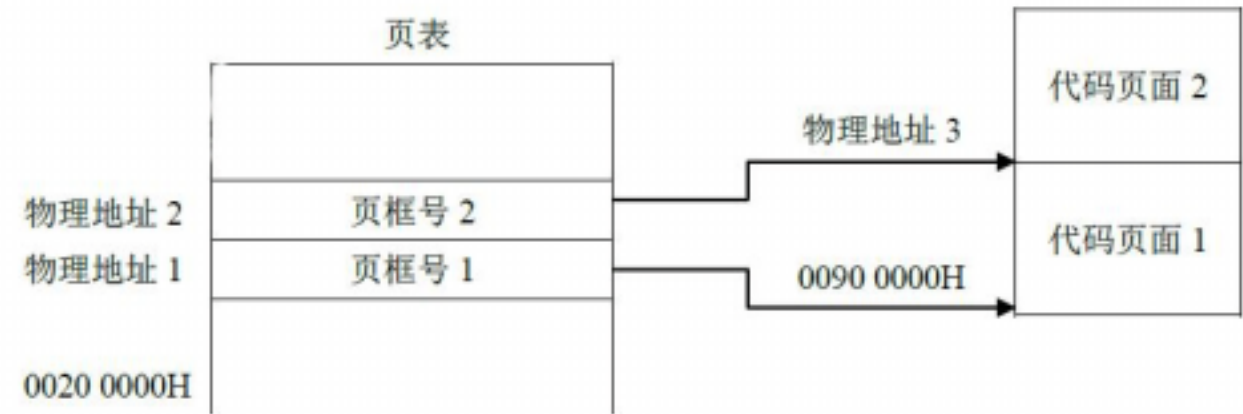 页表
代码页面 2
物理地址 3
物理地址 2
页框号 2
代码页面 1
物理地址 1
页框号 1
0090 0000H
0020 0000H